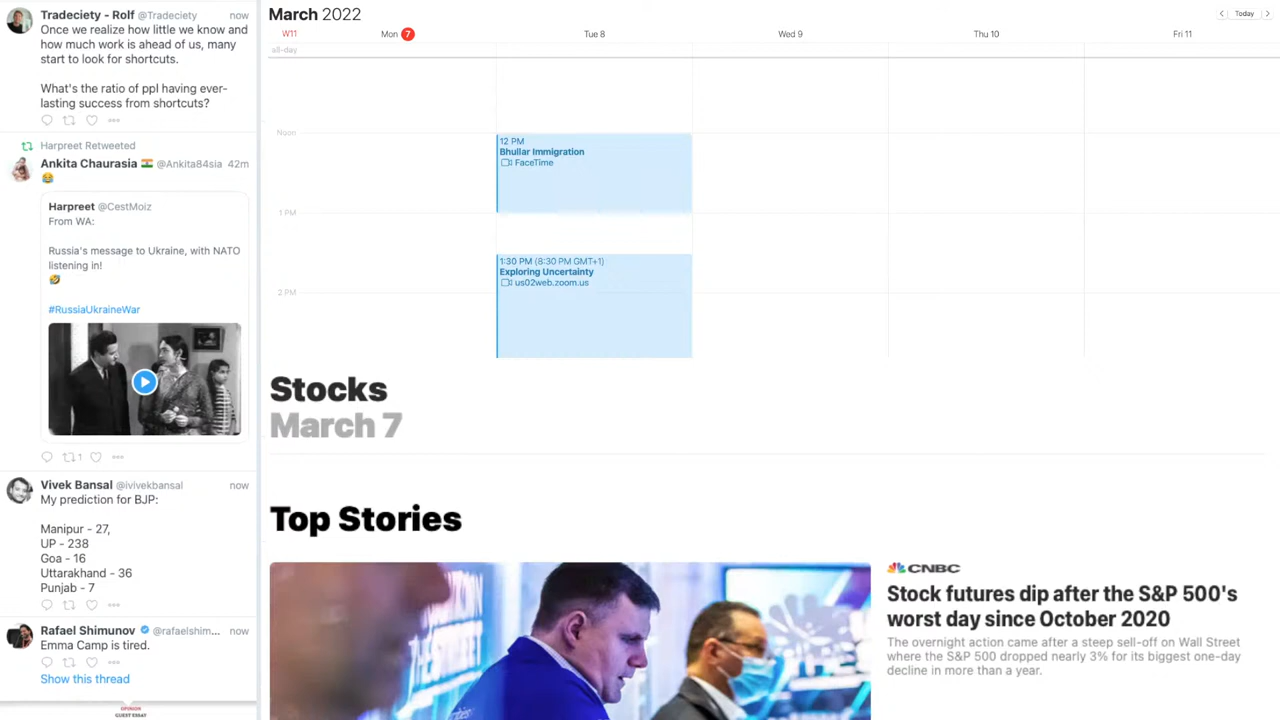 Tradeciety - Rolf @Tradeciety now
Once we realize how little we know and
how much work is ahead of us, many
start to look for shortcuts.
What's the ratio of ppl having ever-
lasting success from shortcuts?
Harpreet Retweeted
Ankita Chaurasia 🇮🇳 @Ankita84sia 42m
😂
Harpreet @CestMoiz
From WA:
Russia's message to Ukraine, with NATO
listening in!
🤣
#RussiaUkraineWar
1
Vivek Bansal @ivivekbansal now
My prediction for BJP:
Manipur - 27,
UP - 238
Goa - 16
Uttarakhand - 36
Punjab - 7
Rafael Shimunov @rafaelshim... now
Emma Camp is tired.
Show this thread
OPINION
GUEST ESSAY
March 2022
Today
W11 Mon 7 Tue 8 Wed 9 Thu 10 Fri 11
all-day
Noon
12 PM
Bhullar Immigration
FaceTime
1 PM
1:30 PM (8:30 PM GMT+1)
Exploring Uncertainty
us02web.zoom.us
2 PM
Stocks
March 7
Top Stories
CNBC
Stock futures dip after the S&P 500's
worst day since October 2020
The overnight action came after a steep sell-off on Wall Street
where the S&P 500 dropped nearly 3% for its biggest one-day
decline in more than a year.